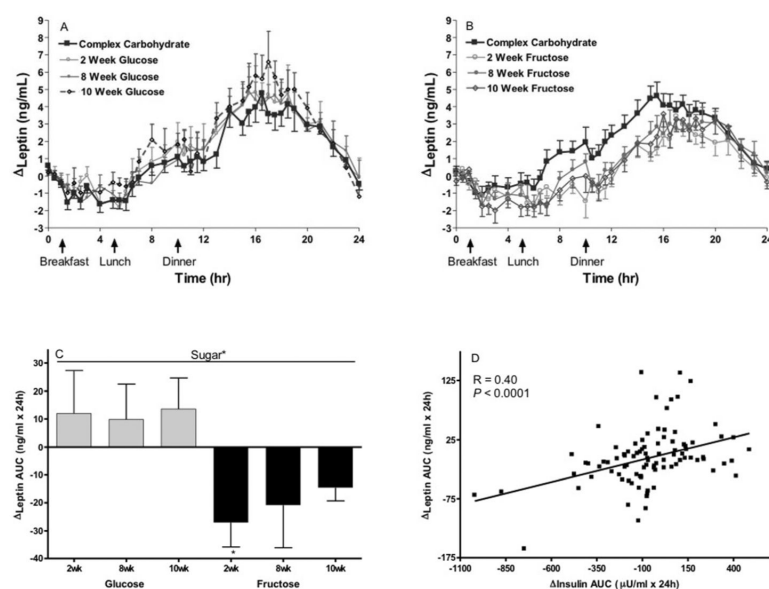 A
Complex Carbohydrate
2 Week Glucose
8 Week Glucose
10 Week Glucose
ΔLeptin (ng/mL)
9
8
7
6
5
4
3
2
1
0
-1
-2
-3
0 4 8 12 16 20 24
Breakfast Lunch Dinner
Time (hr)
B
Complex Carbohydrate
2 Week Fructose
8 Week Fructose
10 Week Fructose
ΔLeptin (ng/mL)
9
8
7
6
5
4
3
2
1
0
-1
-2
-3
0 4 8 12 16 20 24
Breakfast Lunch Dinner
Time (hr)
C
Sugar*
ΔLeptin AUC (ng/ml x 24h)
30
20
10
0
-10
-20
-30
-40
*
2wk 8wk 10wk 2wk 8wk 10wk
Glucose Fructose
D
R = 0.40
P < 0.0001
ΔLeptin AUC (ng/ml x 24h)
125
25
-75
-175
-1100 -850 -600 -350 -100 150 400
ΔInsulin AUC (μU/ml x 24h)